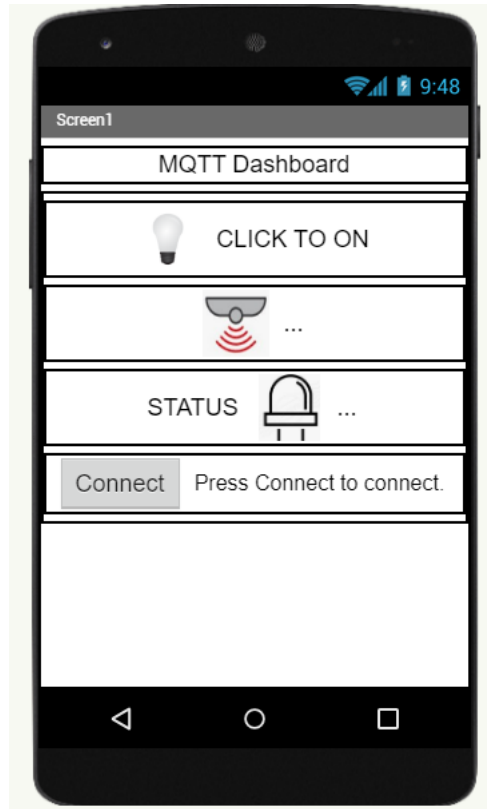 9:48
Screen1
MQTT Dashboard
CLICK TO ON
...
STATUS ...
Connect Press Connect to connect.